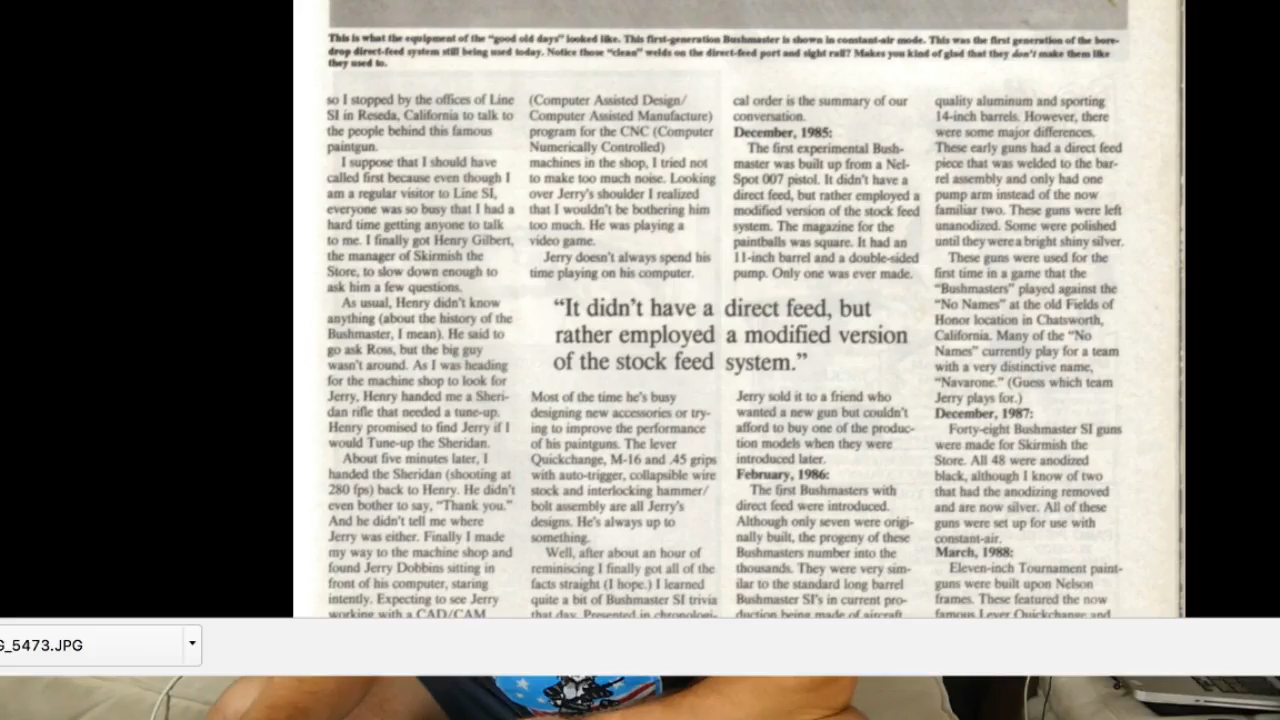 This is what the equipment of the "good old days" looked like. This first-generation Bushmaster is shown in constant-air mode. This was the first generation of the bore-
drop direct-feed system still being used today. Notice those "clean" welds on the direct-feed port and sight rail? Makes you kind of glad that they don't make them like
they used to.
so I stopped by the offices of Line
SI in Reseda, California to talk to
the people behind this famous
paintgun.
I suppose that I should have
called first because even though I
am a regular visitor to Line SI,
everyone was so busy that I had a
hard time getting anyone to talk
to me. I finally got Henry Gilbert,
the manager of Skirmish the
Store, to slow down enough to
ask him a few questions.
As usual, Henry didn't know
anything (about the history of the
Bushmaster, I mean). He said to
go ask Ross, but the big guy
wasn't around. As I was heading
for the machine shop to look for
Jerry, Henry handed me a Sheri-
dan rifle that needed a tune-up.
Henry promised to find Jerry if I
would Tune-up the Sheridan.
About five minutes later, I
handed the Sheridan (shooting at
280 fps) back to Henry. He didn't
even bother to say, "Thank you."
And he didn't tell me where
Jerry was either. Finally I made
my way to the machine shop and
found Jerry Dobbins sitting in
front of his computer, staring
intently. Expecting to see Jerry
working with a CAD/CAM
(Computer Assisted Design/
Computer Assisted Manufacture)
program for the CNC (Computer
Numerically Controlled)
machines in the shop, I tried not
to make too much noise. Looking
over Jerry's shoulder I realized
that I wouldn't be bothering him
too much. He was playing a
video game.
Jerry doesn't always spend his
time playing on his computer.
"It didn't have a direct feed, but
rather employed a modified version
of the stock feed system."
Most of the time he's busy
designing new accessories or try-
ing to improve the performance
of his paintguns. The lever
Quickchange, M-16 and .45 grips
with auto-trigger, collapsible wire
stock and interlocking hammer/
bolt assembly are all Jerry's
designs. He's always up to
something.
Well, after about an hour of
reminiscing I finally got all of the
facts straight (I hope.) I learned
quite a bit of Bushmaster SI trivia
that day. Presented in chronologi-
cal order is the summary of our
conversation.
December, 1985:
The first experimental Bush-
master was built up from a Nel-
Spot 007 pistol. It didn't have a
direct feed, but rather employed a
modified version of the stock feed
system. The magazine for the
paintballs was square. It had an
11-inch barrel and a double-sided
pump. Only one was ever made.
Jerry sold it to a friend who
wanted a new gun but couldn't
afford to buy one of the produc-
tion models when they were
introduced later.
February, 1986:
The first Bushmasters with
direct feed were introduced.
Although only seven were origi-
nally built, the progeny of these
Bushmasters number into the
thousands. They were very sim-
ilar to the standard long barrel
Bushmaster SI's in current pro-
duction being made of aircraft
quality aluminum and sporting
14-inch barrels. However, there
were some major differences.
These early guns had a direct feed
piece that was welded to the bar-
rel assembly and only had one
pump arm instead of the now
familiar two. These guns were left
unanodized. Some were polished
until they were a bright shiny silver.
These guns were used for the
first time in a game that the
"Bushmasters" played against the
"No Names" at the old Fields of
Honor location in Chatsworth,
California. Many of the "No
Names" currently play for a team
with a very distinctive name,
"Navarone." (Guess which team
Jerry plays for.)
December, 1987:
Forty-eight Bushmaster SI guns
were made for Skirmish the
Store. All 48 were anodized
black, although I know of two
that had the anodizing removed
and are now silver. All of these
guns were set up for use with
constant-air.
March, 1988:
Eleven-inch Tournament paint-
guns were built upon Nelson
frames. These featured the now
famous Lever Quickchange and
G_5473.JPG